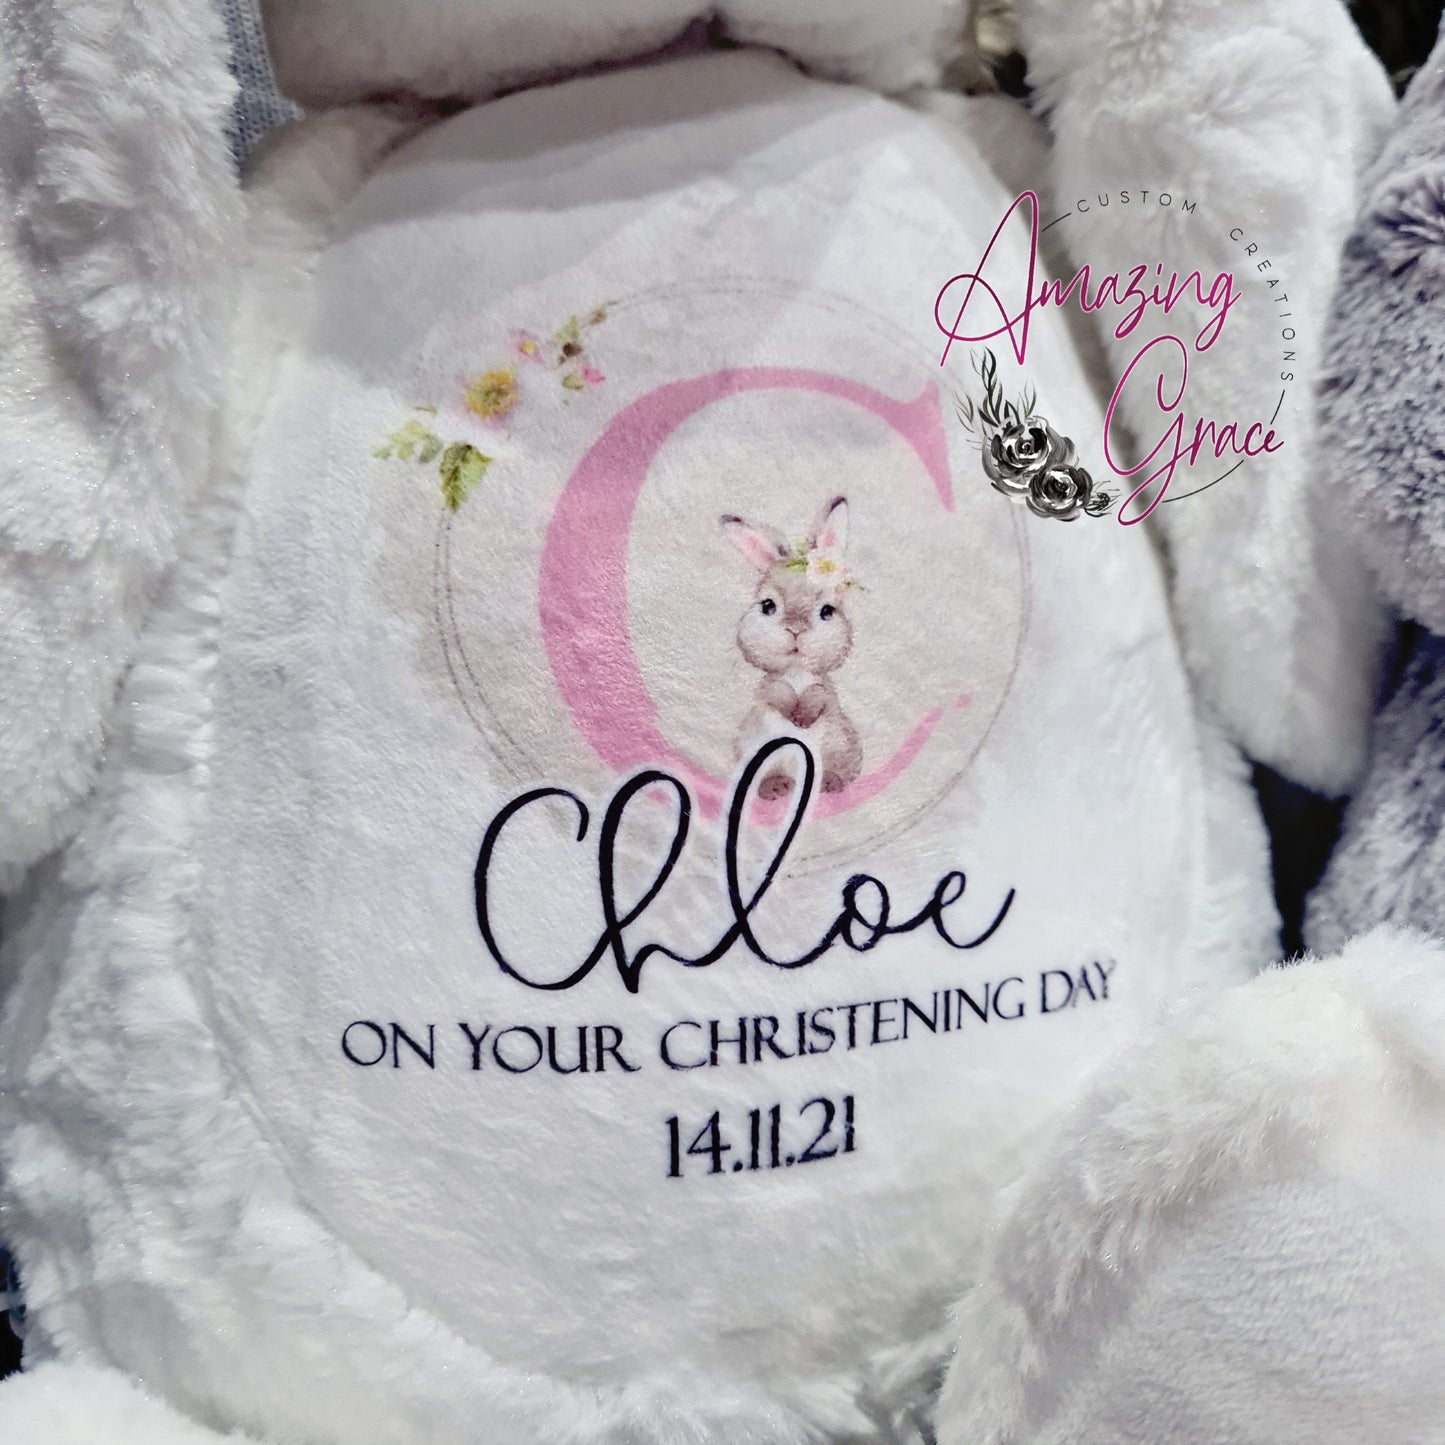 CUSTOM CREATIONS
Amazing
Grace
C
Chloe
ON YOUR CHRISTENING DAY
14.11.21